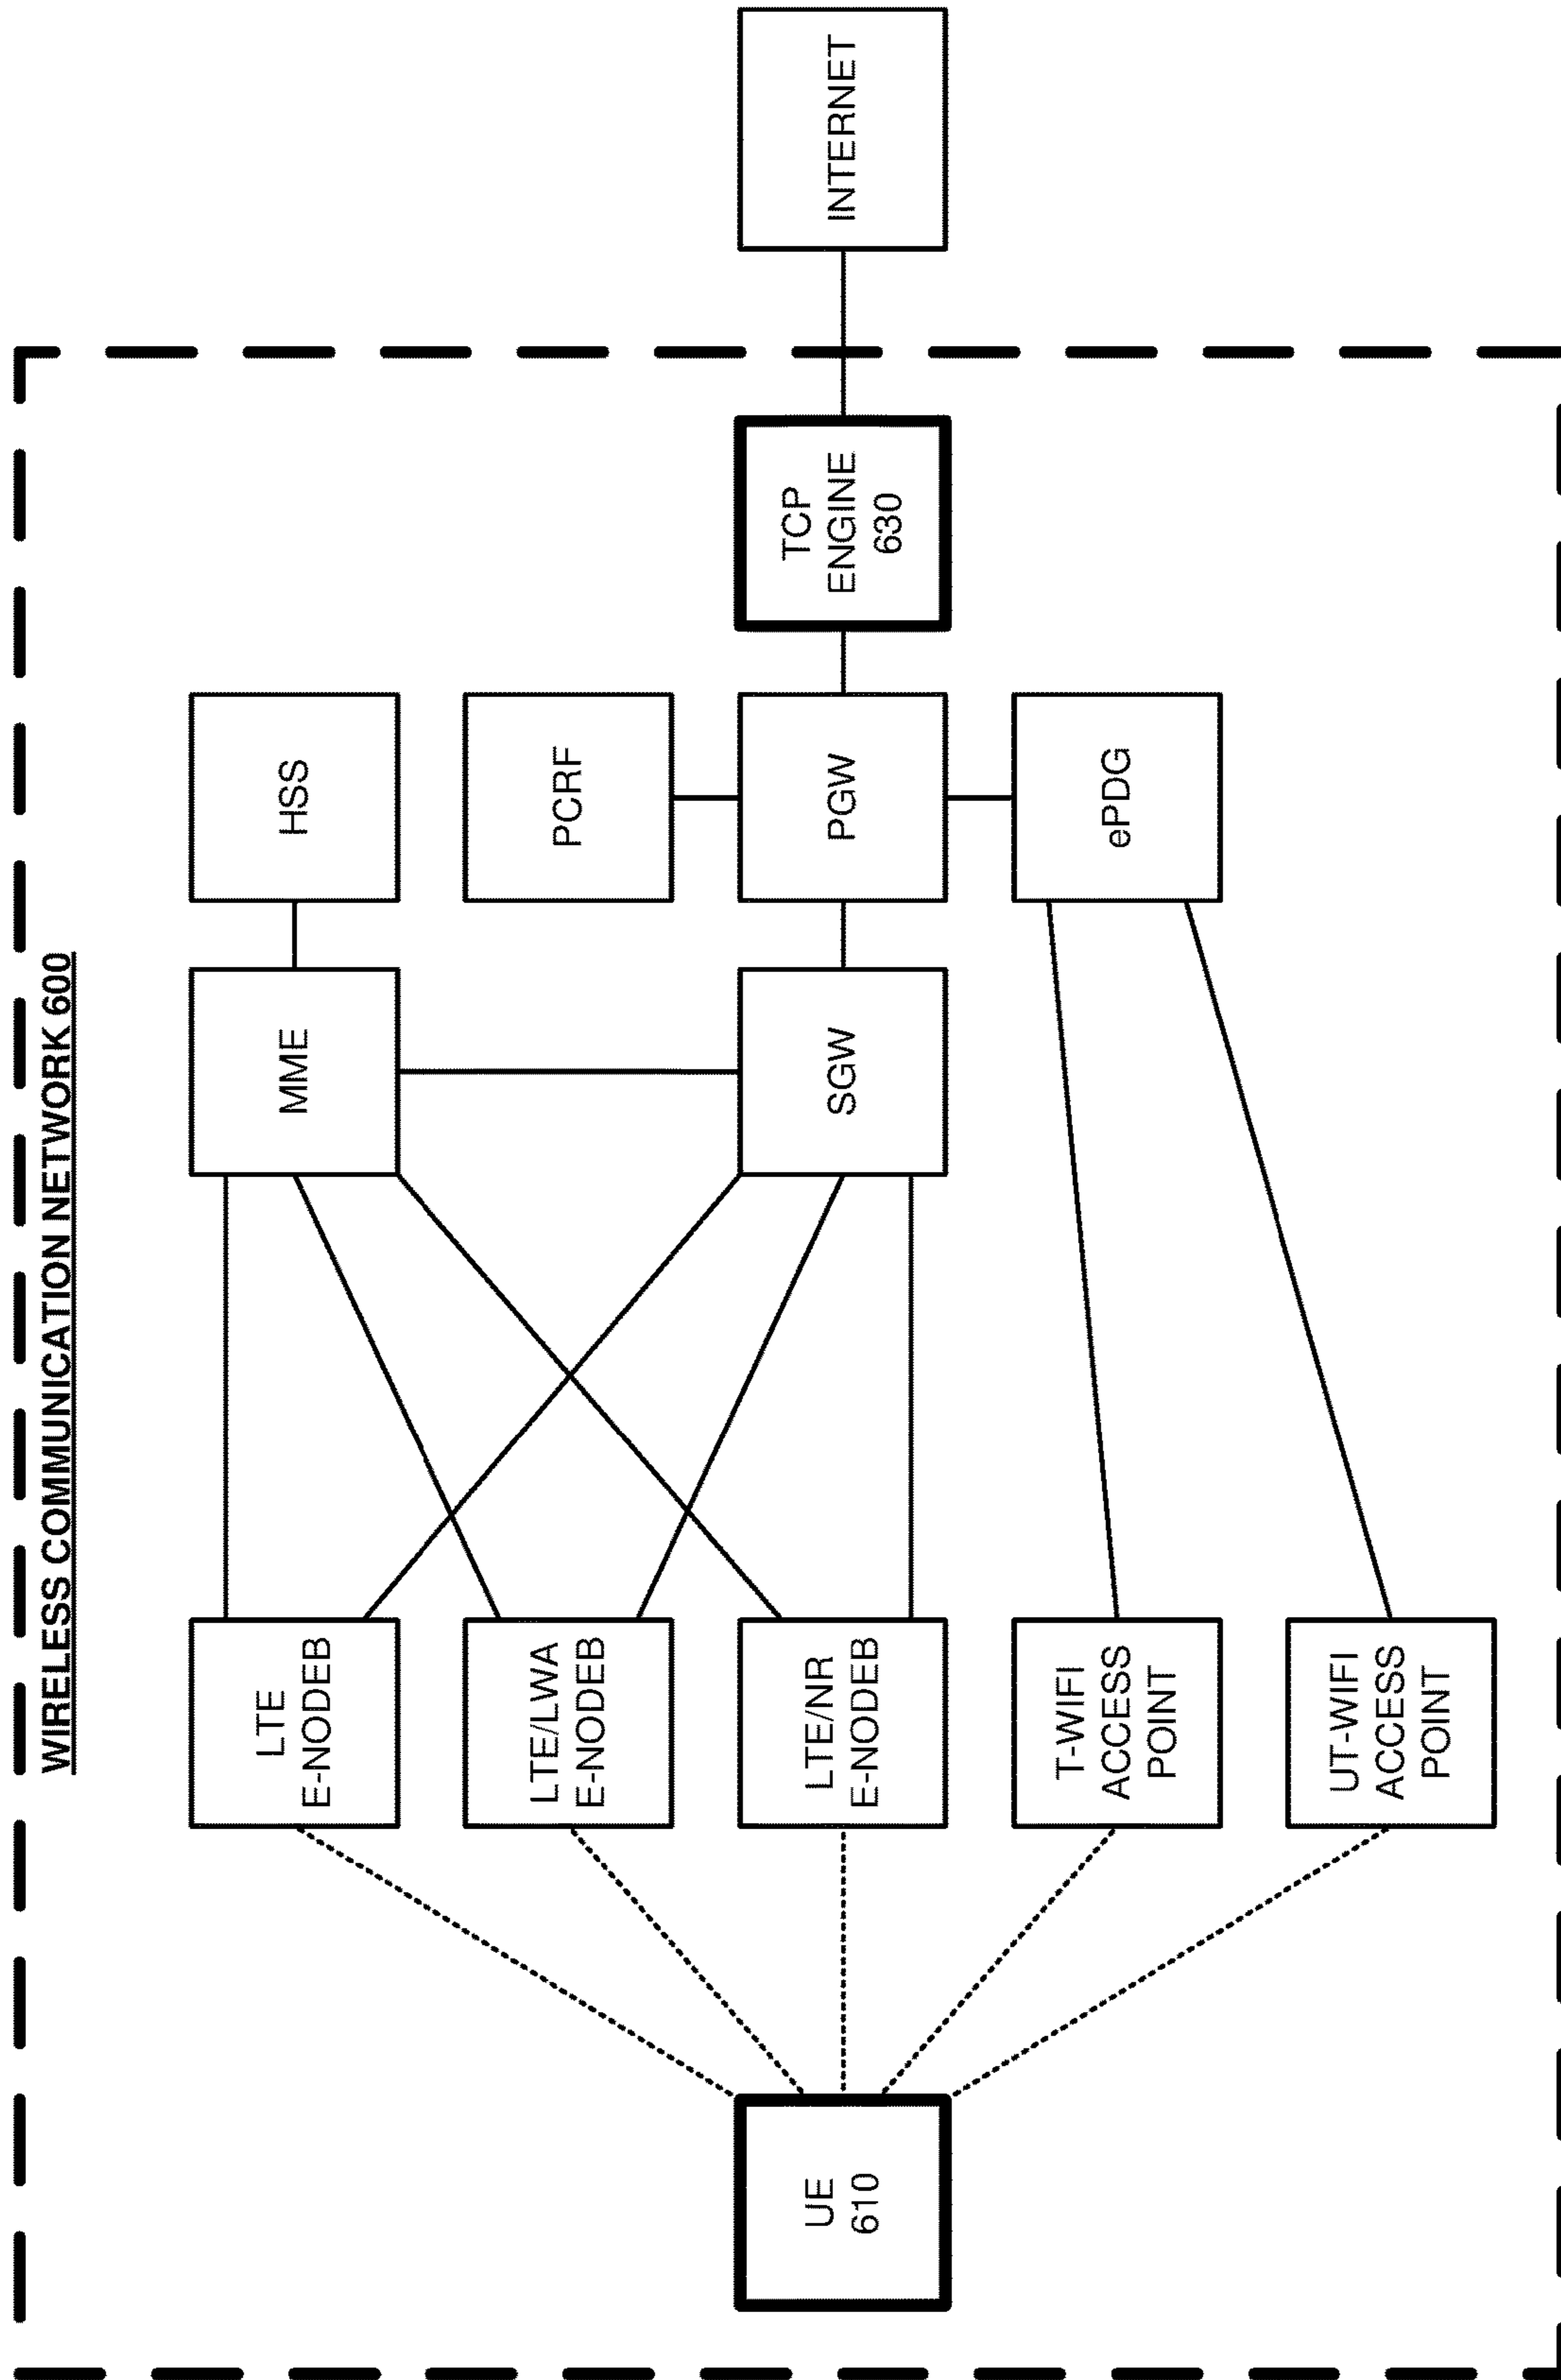 WIRELESS COMMUNICATION NETWORK 600
LTE
E-NODEB
MME
HSS
LTE/LWA
E-NODEB
PCRF
UE
610
LTE/NR
E-NODEB
SGW
PGW
TCP
ENGINE
630
INTERNET
T-WIFI
ACCESS
POINT
ePDG
UT-WIFI
ACCESS
POINT